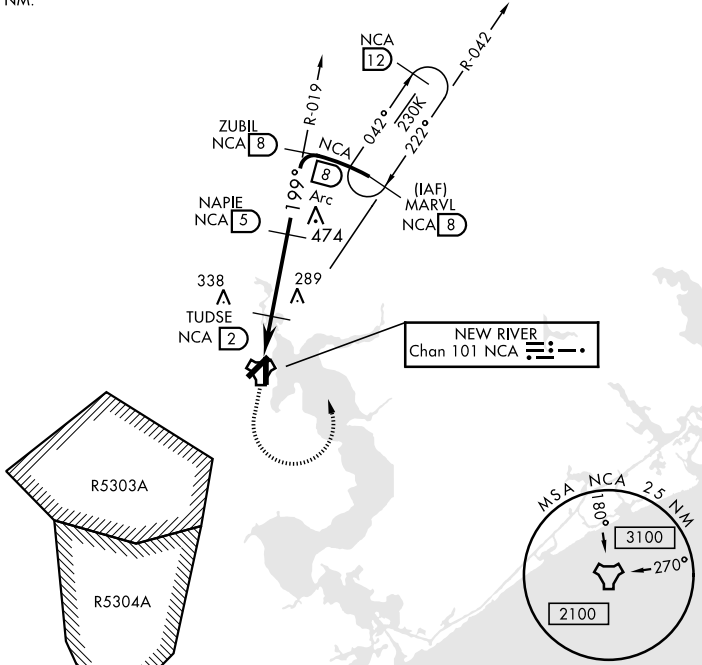 NM.
NCA
12
R-042
R-019
042°
230K
222°
ZUBIL
NCA 8
NCA
8
Arc
199°
(IAF)
MARVL
NCA 8
NAPIE
NCA 5
474
338
289
TUDSE
NCA 2
NEW RIVER
Chan 101 NCA
R5303A
R5304A
MSA NCA 25 NM
180°
3100
270°
2100